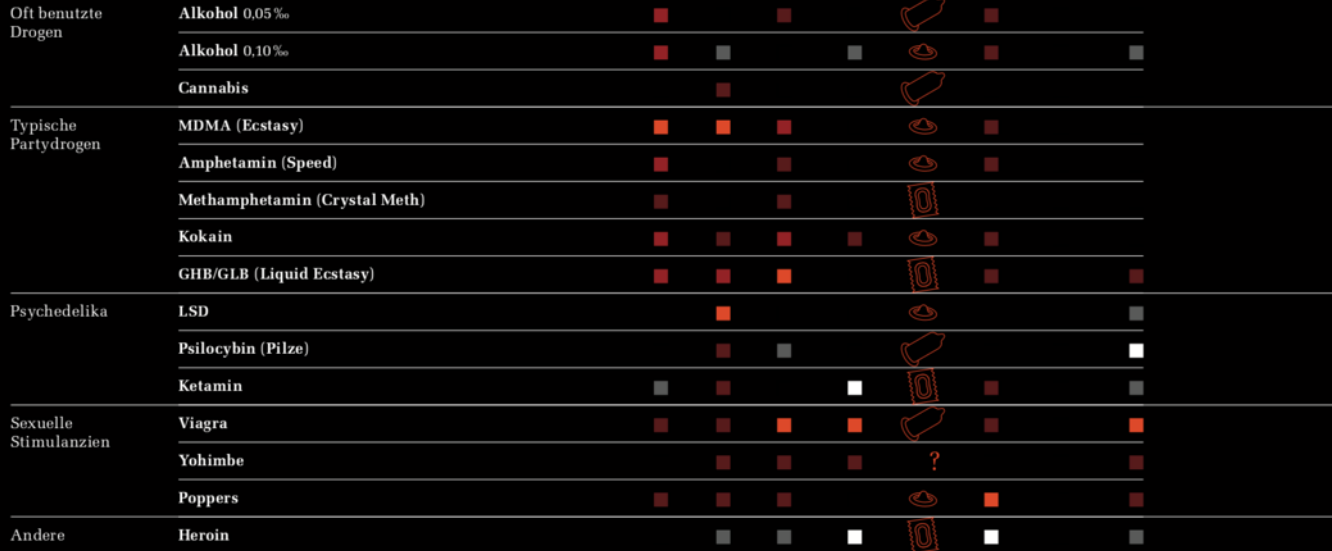 Oft benutzte
Drogen
Alkohol 0,05 ‰
Alkohol 0,10 ‰
Cannabis
Typische
Partydrogen
MDMA (Ecstasy)
Amphetamin (Speed)
Methamphetamin (Crystal Meth)
Kokain
GHB/GLB (Liquid Ecstasy)
Psychedelika
LSD
Psilocybin (Pilze)
Ketamin
Sexuelle
Stimulanzien
Viagra
Yohimbe
?
Poppers
Andere
Heroin